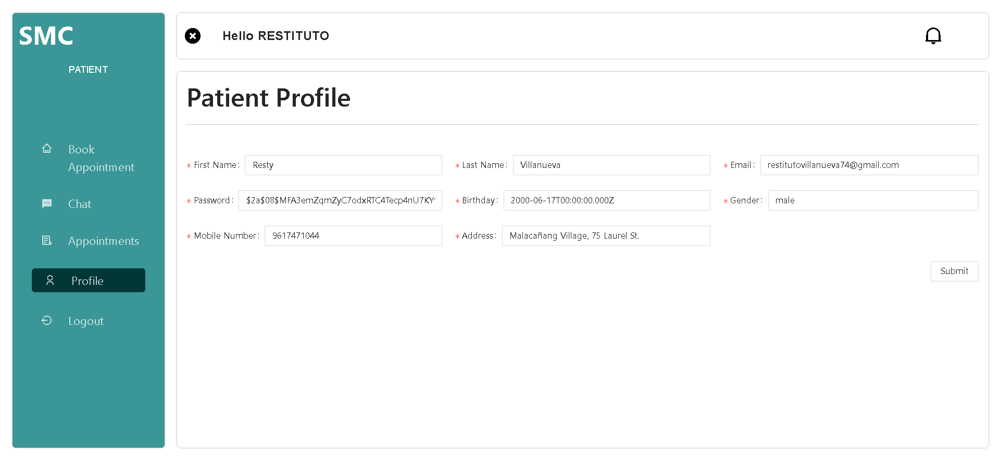 SMC
PATIENT
Book
Appointment
Chat
Appointments
Profile
Logout
Hello RESTITUTO
Patient Profile
* First Name: Resty
* Last Name: Villanueva
* Email: restitutovillanueva74@gmail.com
* Password: $2a$08$MFA3emZqmZyC7odxRTC4Tecp4nU7KY
* Birthday: 2000-06-17T00:00:00.000Z
* Gender: male
* Mobile Number: 9617471044
* Address: Malacañang Village, 75 Laurel St.
Submit